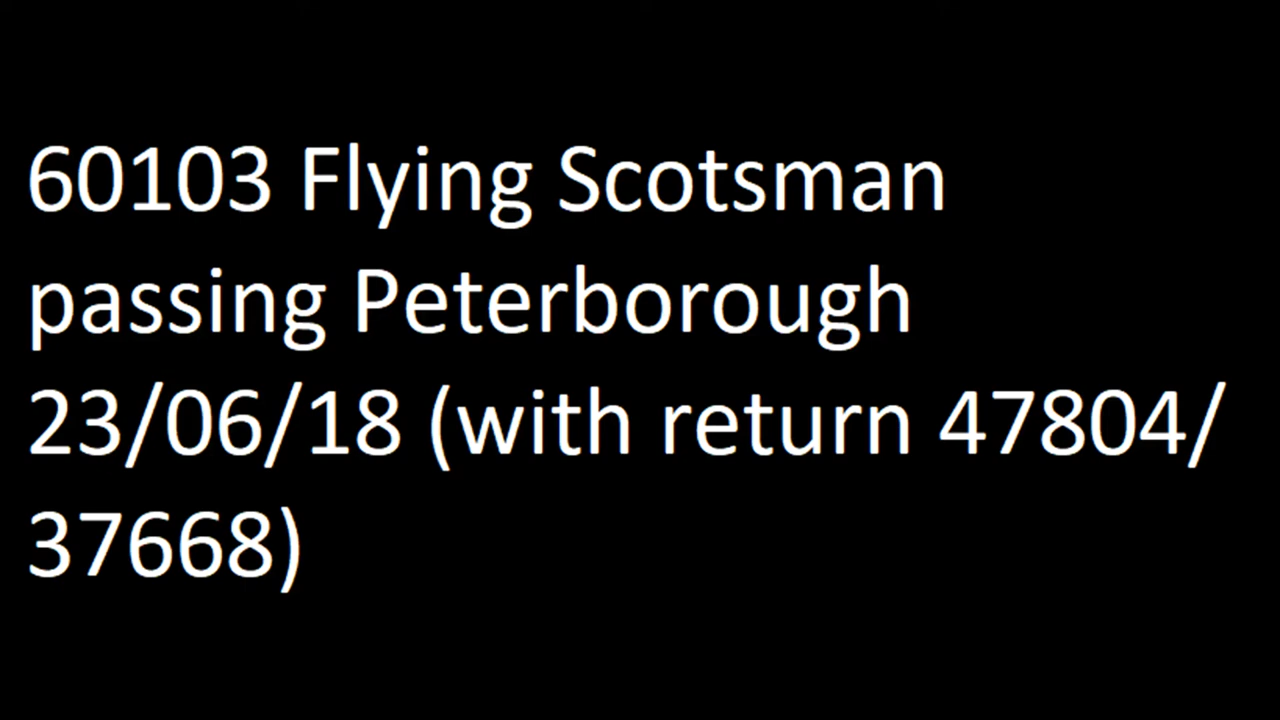 60103 Flying Scotsman
passing Peterborough
23/06/18 (with return 47804/
37668)